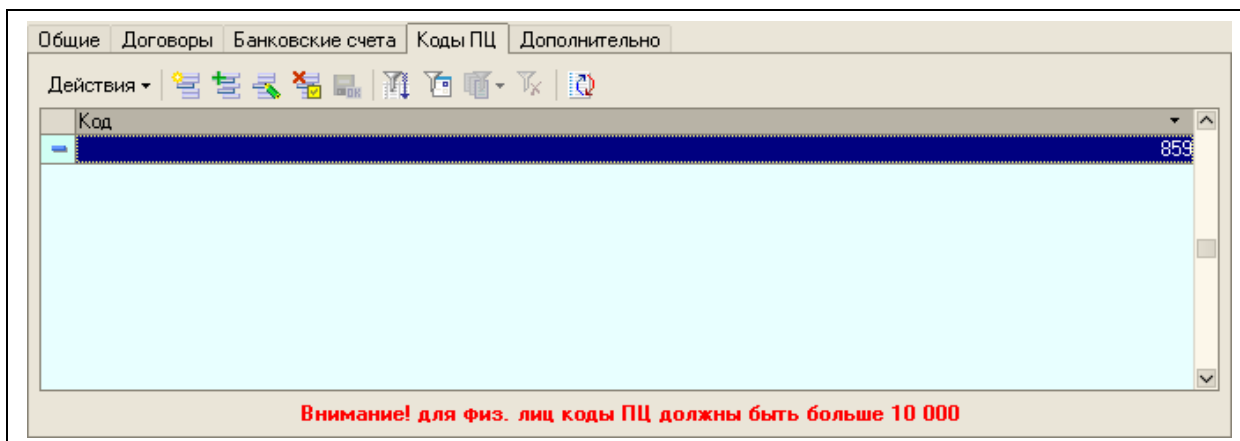 Общие Договоры Банковские счета Коды ПЦ Дополнительно
Действия
Код
859
Внимание! для физ. лиц коды ПЦ должны быть больше 10 000